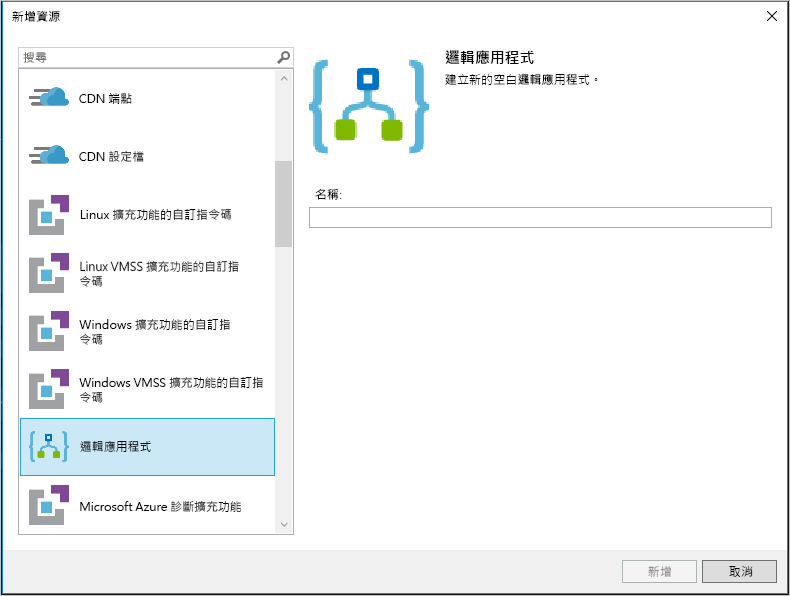 新增資源
搜尋
CDN 端點
CDN 設定檔
Linux 擴充功能的自訂指令碼
Linux VMSS 擴充功能的自訂指
令碼
Windows 擴充功能的自訂指
令碼
Windows VMSS 擴充功能的自訂指
令碼
邏輯應用程式
Microsoft Azure 診斷擴充功能
邏輯應用程式
建立新的空白邏輯應用程式。
名稱:
新增
取消